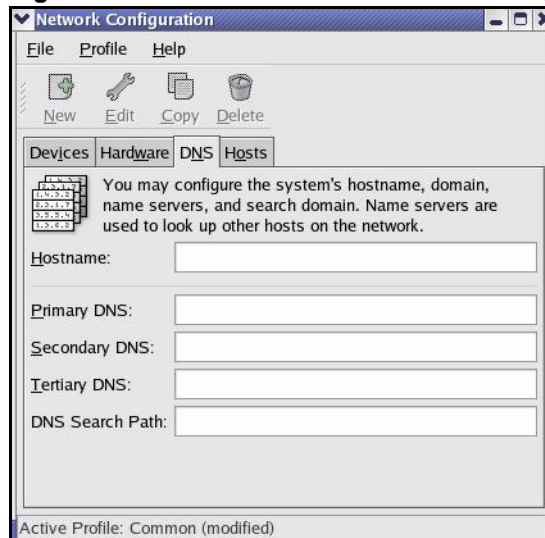 Network Configuration
File Profile Help
New Edit Copy Delete
Devices Hardware DNS Hosts
You may configure the system's hostname, domain,
name servers, and search domain. Name servers are
used to look up other hosts on the network.
Hostname:
Primary DNS:
Secondary DNS:
Tertiary DNS:
DNS Search Path:
Active Profile: Common (modified)